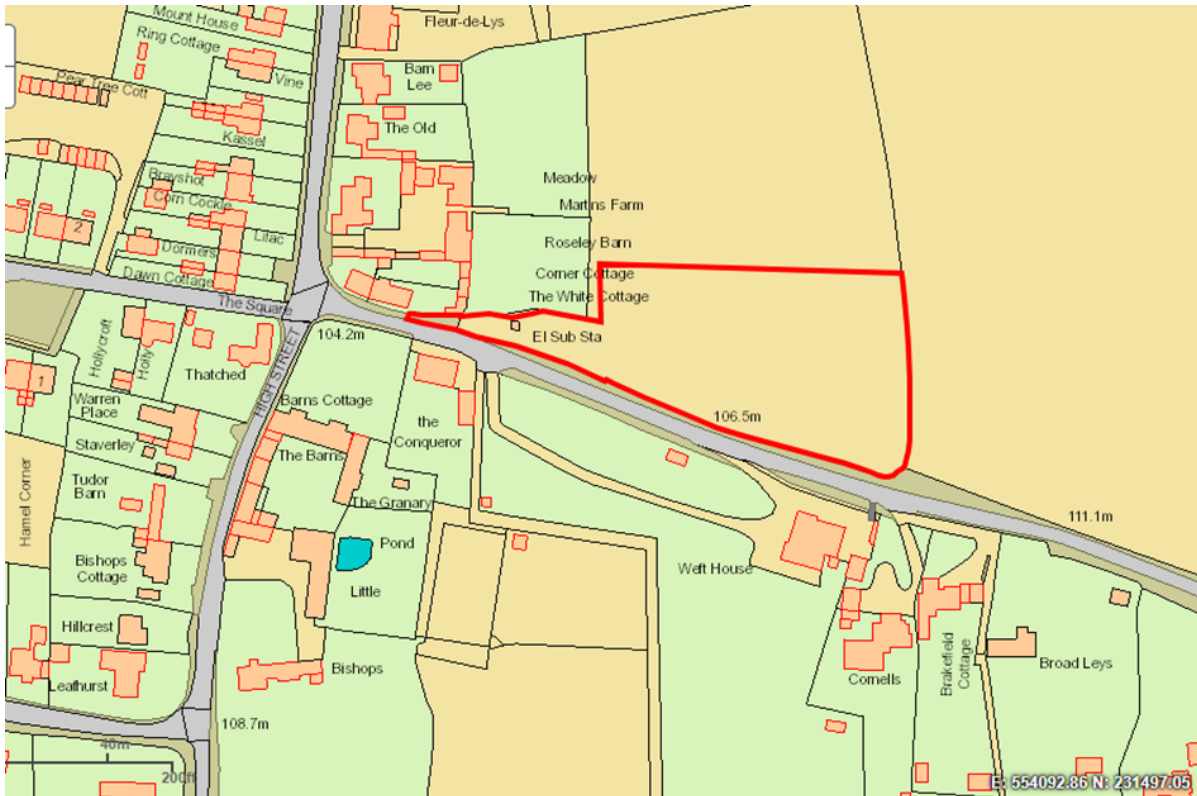 Mount House
Fleur-de-Lys
Ring Cottage
Vine
Barn
Lee
Pear Tree Cott
Kassel
The Old
Brayshot
Corn Cockle
Meadow
Martins Farm
2
Lilac
Dormers
Roseley Barn
Dawn Cottage
Corner Cottage
The White Cottage
The Square
El Sub Sta
104.2m
Hollycroft
Holly
Thatched
HIGH STREET
1
Warren
Place
Barns Cottage
the
Conqueror
106.5m
Staverley
The Barns
Tudor
Barn
The Granary
Hamel Corner
111.1m
Pond
Bishops
Cottage
Little
Weft House
Hillcrest
Bishops
Cornells
Brakefield
Cottage
Broad Leys
Leafhurst
108.7m
40m
200ft
E: 554092.86 N: 231497.05